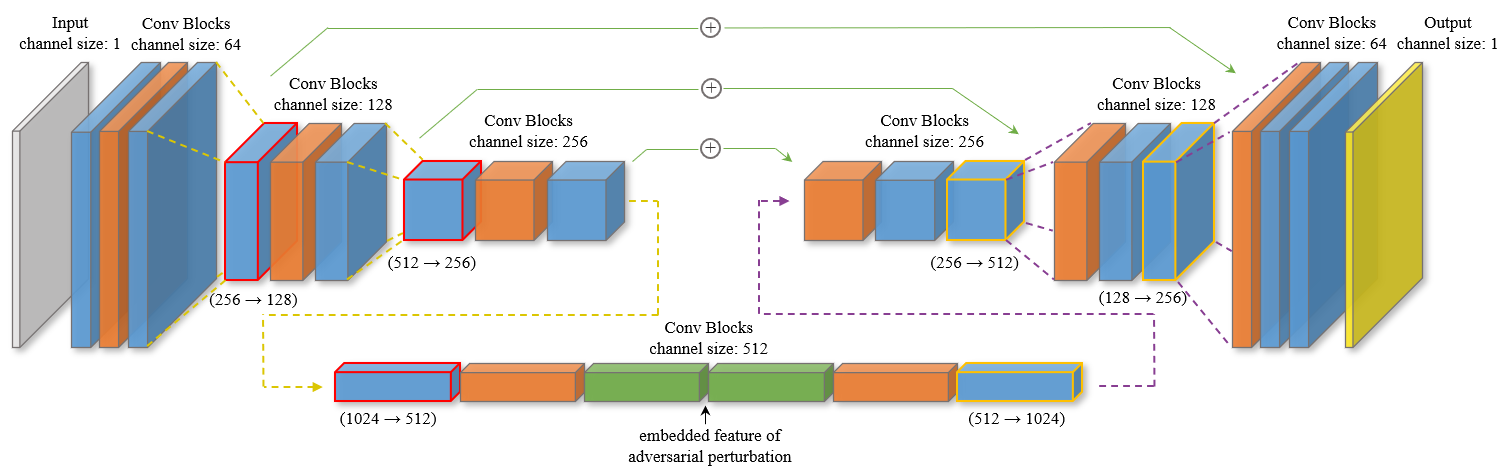 Input
channel size: 1
Conv Blocks
channel size: 64
Conv Blocks
channel size: 128
Conv Blocks
channel size: 256
Conv Blocks
channel size: 256
Conv Blocks
channel size: 128
Conv Blocks
channel size: 64
Output
channel size: 1
(256 → 128)
(512 → 256)
(256 → 512)
(128 → 256)
Conv Blocks
channel size: 512
(1024 → 512)
(512 → 1024)
embedded feature of
adversarial perturbation